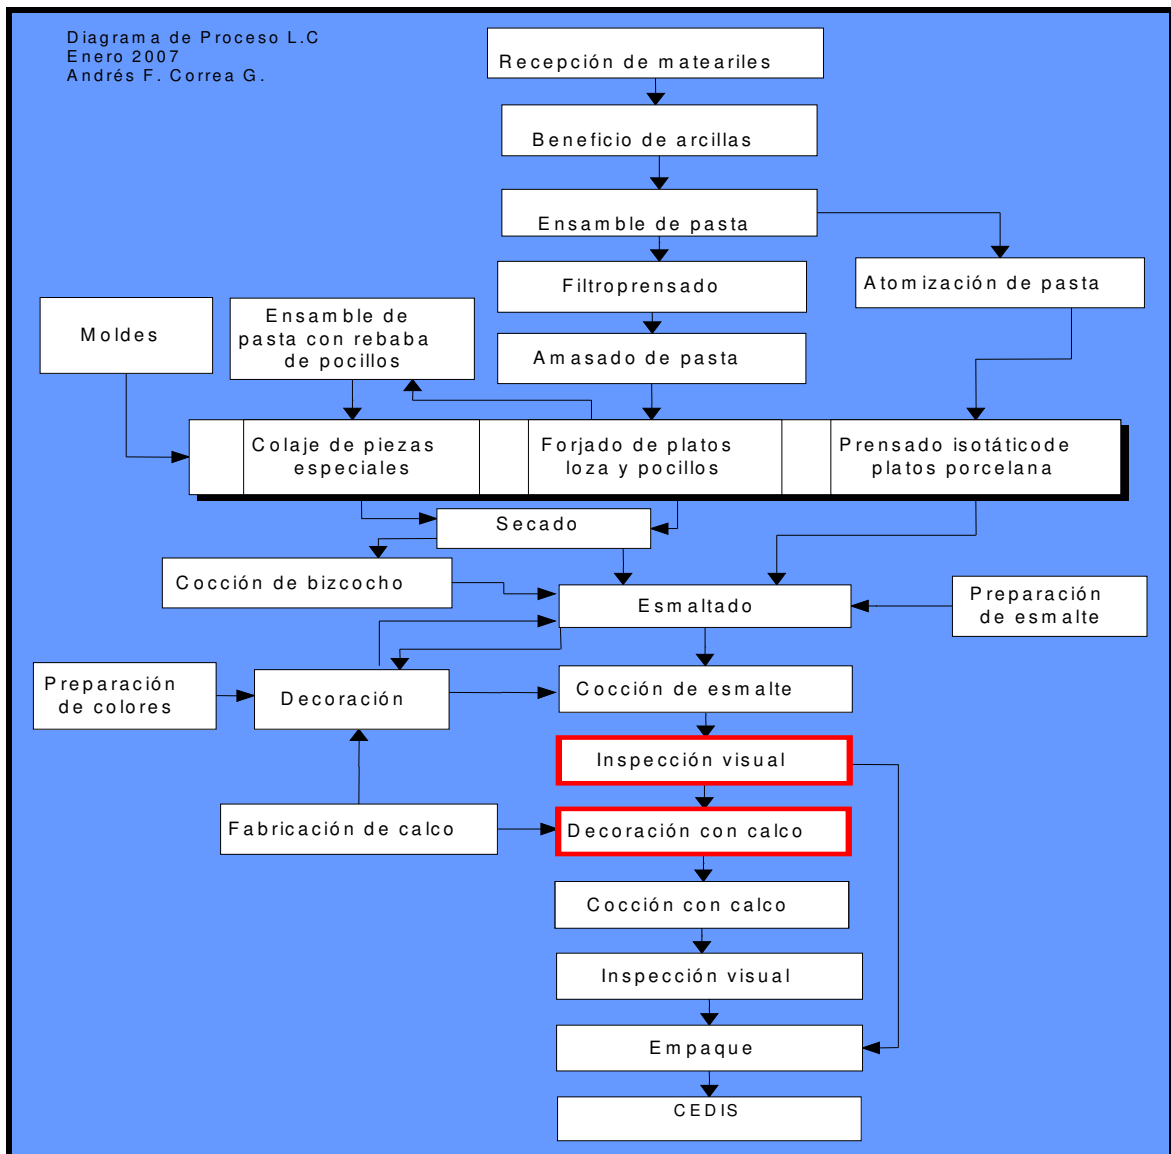 Diagrama de Proceso L.C
Enero 2007
Andrés F. Correa G.
Recepción de mateariles
Beneficio de arcillas
Ensamble de pasta
Filtroprensado
Atomización de pasta
Moldes
Ensamble de
pasta con rebaba
de pocillos
Amasado de pasta
Colaje de piezas
especiales
Forjado de platos
loza y pocillos
Prensado isotáticode
platos porcelana
Secado
Cocción de bizcocho
Esmaltado
Preparación
de esmalte
Preparación
de colores
Decoración
Cocción de esmalte
Inspección visual
Fabricación de calco
Decoración con calco
Cocción con calco
Inspección visual
Empaque
CEDIS